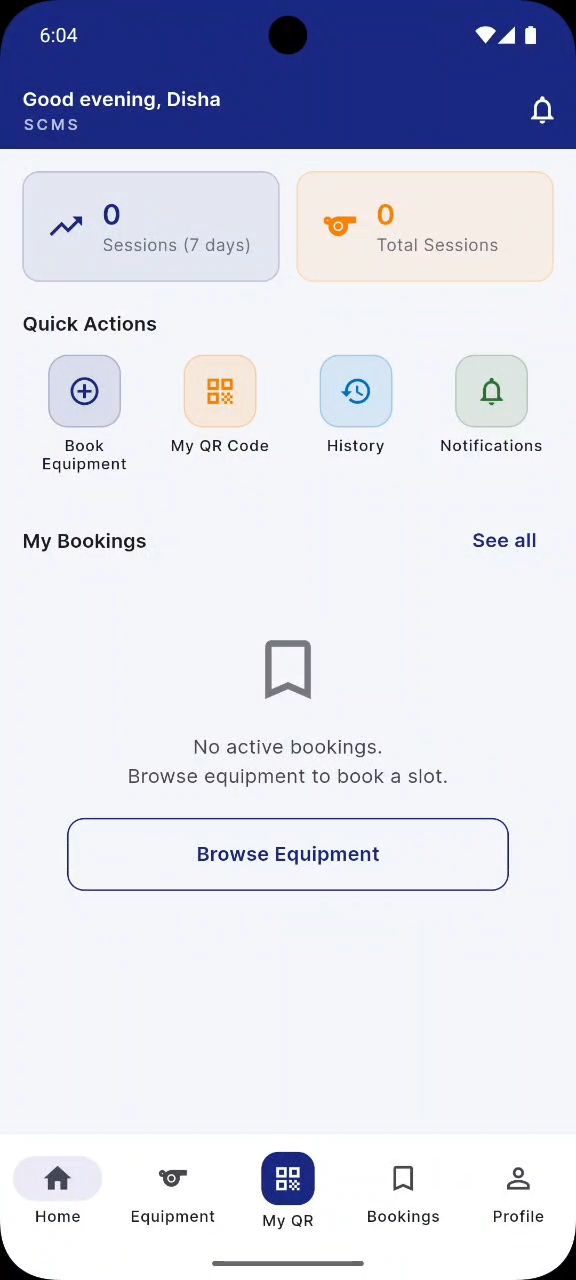 6:04
Good evening, Disha
SCMS
0
Sessions (7 days)
0
Total Sessions
Quick Actions
Book
Equipment
My QR Code
History
Notifications
My Bookings
See all
No active bookings.
Browse equipment to book a slot.
Browse Equipment
Home
Equipment
My QR
Bookings
Profile